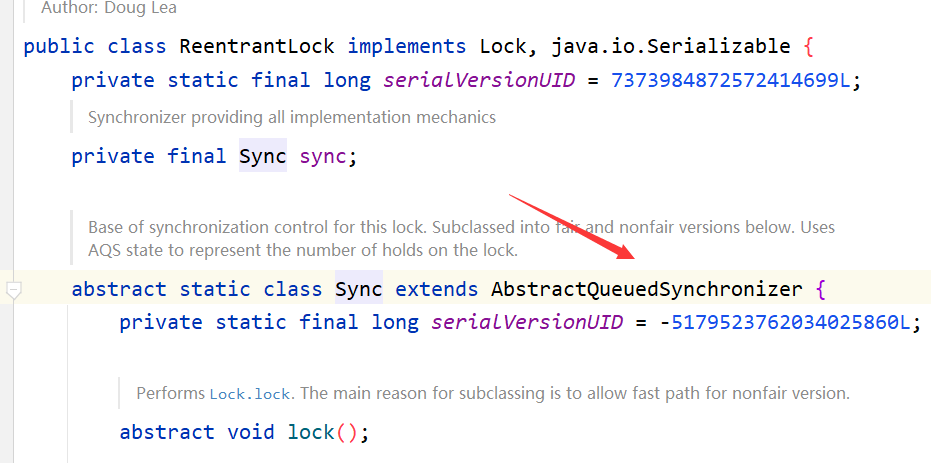 Author: Doug Lea
public class ReentrantLock implements Lock, java.io.Serializable {
private static final long serialVersionUID = 7373984872572414699L;
Synchronizer providing all implementation mechanics
private final Sync sync;
Base of synchronization control for this lock. Subclassed into fair and nonfair versions below. Uses
AQS state to represent the number of holds on the lock.
abstract static class Sync extends AbstractQueuedSynchronizer {
private static final long serialVersionUID = -5179523762034025860L;
Performs Lock.lock. The main reason for subclassing is to allow fast path for nonfair version.
abstract void lock();